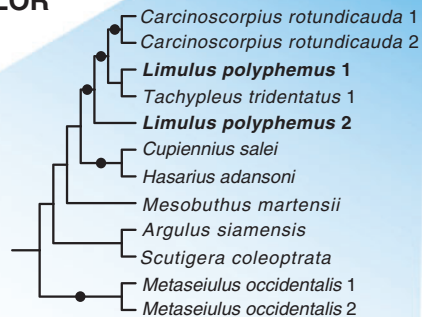 LOR
Carcinoscorpius rotundicauda 1
Carcinoscorpius rotundicauda 2
Limulus polyphemus 1
Tachypleus tridentatus 1
Limulus polyphemus 2
Cupiennius salei
Hasarius adansoni
Mesobuthus martensii
Argulus siamensis
Scutigera coleoptrata
Metaseiulus occidentalis 1
Metaseiulus occidentalis 2